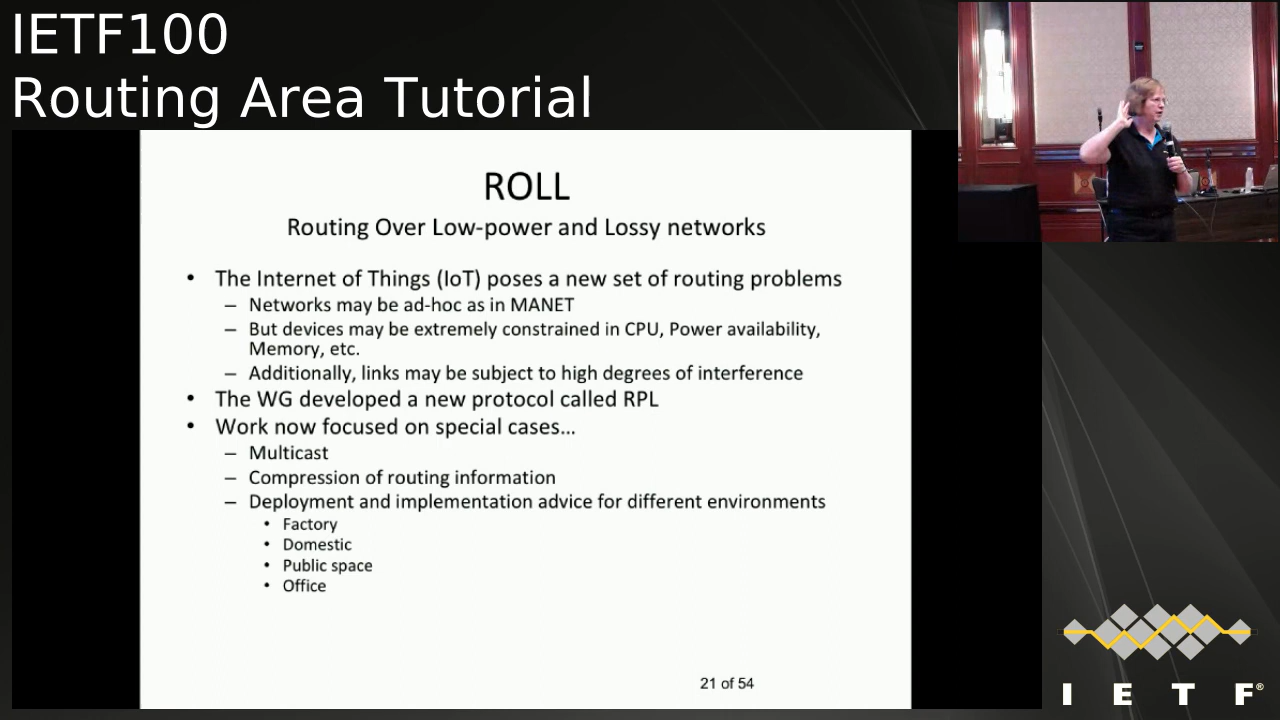 IETF100
Routing Area Tutorial
ROLL
Routing Over Low-power and Lossy networks
• The Internet of Things (IoT) poses a new set of routing problems
– Networks may be ad-hoc as in MANET
– But devices may be extremely constrained in CPU, Power availability,
Memory, etc.
– Additionally, links may be subject to high degrees of interference
• The WG developed a new protocol called RPL
• Work now focused on special cases…
– Multicast
– Compression of routing information
– Deployment and implementation advice for different environments
• Factory
• Domestic
• Public space
• Office
21 of 54
I E T F®